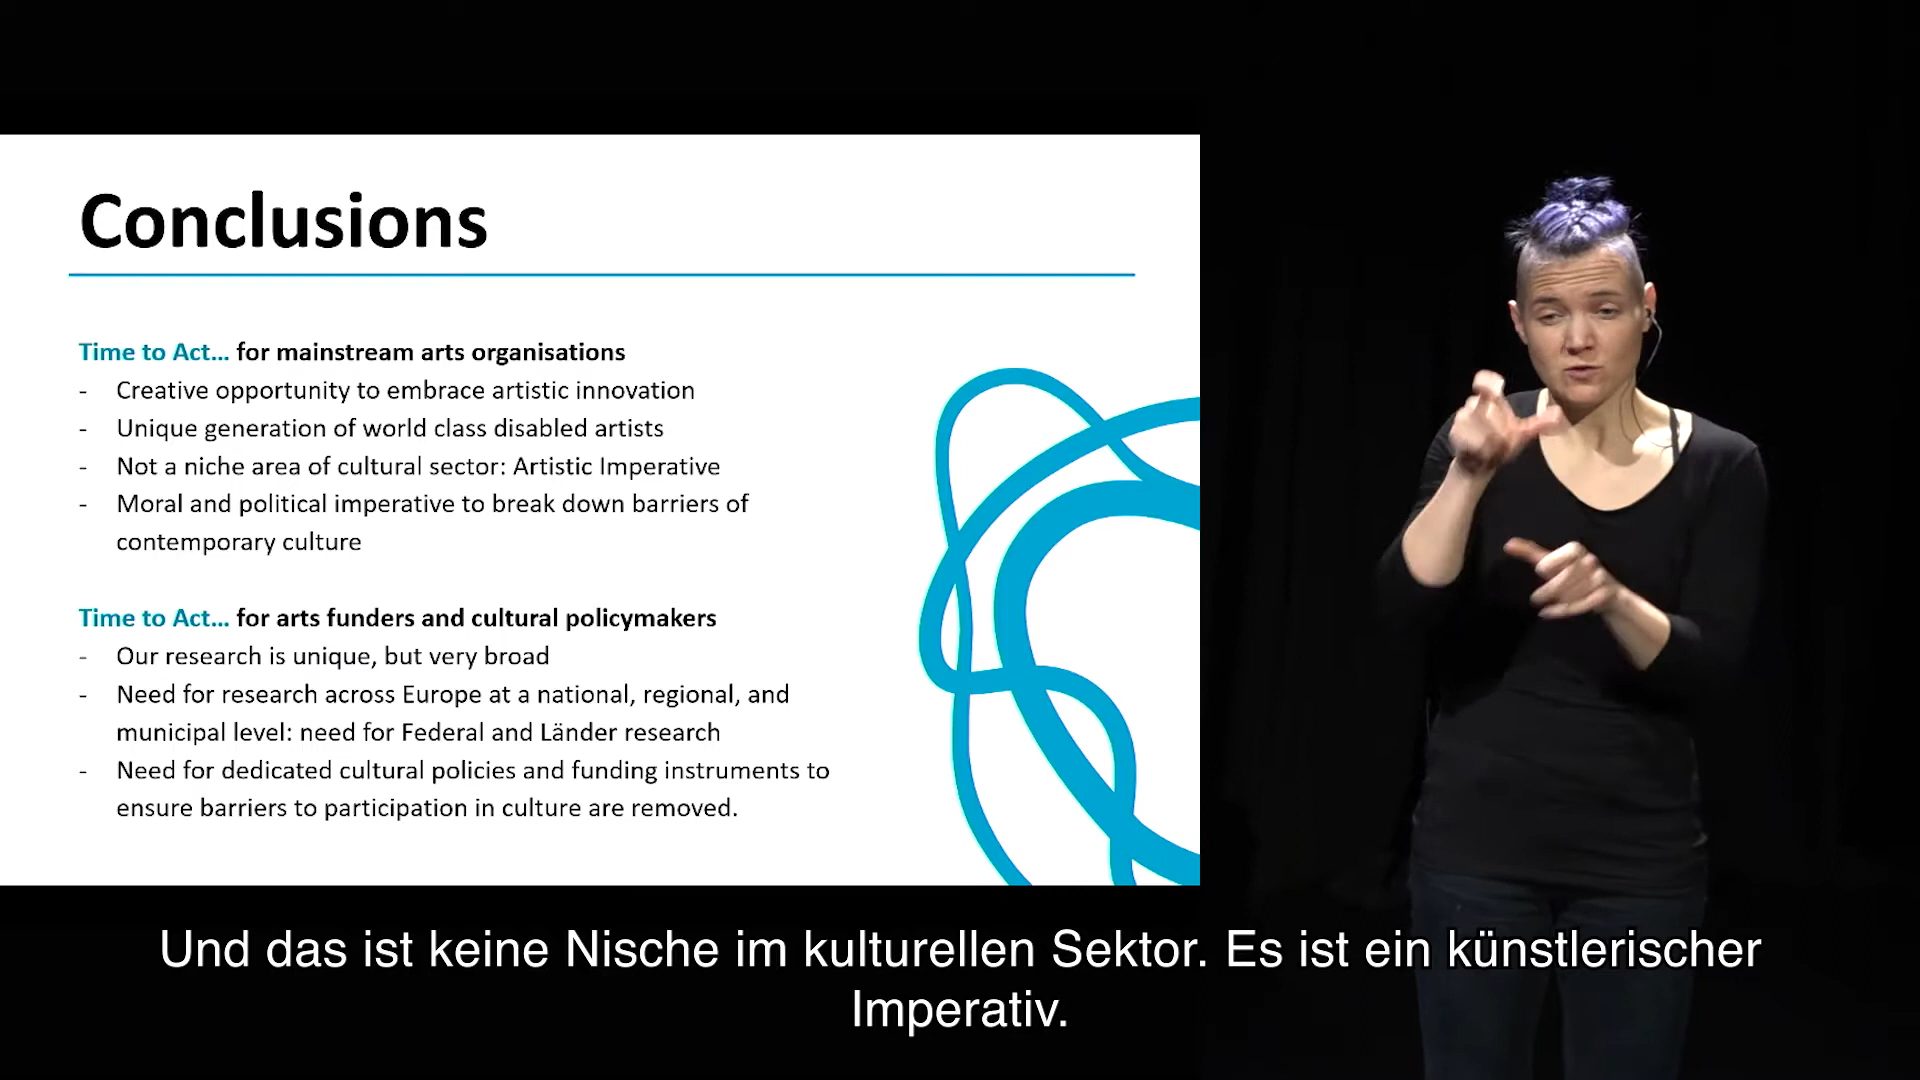 Conclusions
Time to Act... for mainstream arts organisations
- Creative opportunity to embrace artistic innovation
- Unique generation of world class disabled artists
- Not a niche area of cultural sector: Artistic Imperative
- Moral and political imperative to break down barriers of
contemporary culture
Time to Act... for arts funders and cultural policymakers
- Our research is unique, but very broad
- Need for research across Europe at a national, regional, and
municipal level: need for Federal and Länder research
- Need for dedicated cultural policies and funding instruments to
ensure barriers to participation in culture are removed.
Und das ist keine Nische im kulturellen Sektor. Es ist ein künstlerischer
Imperativ.